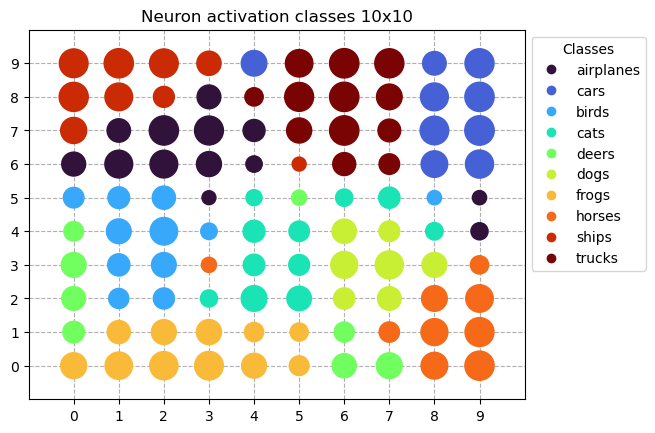 Neuron activation classes 10x10
9
8
7
6
5
4
3
2
1
0
0 1 2 3 4 5 6 7 8 9
Classes
airplanes
cars
birds
cats
deers
dogs
frogs
horses
ships
trucks